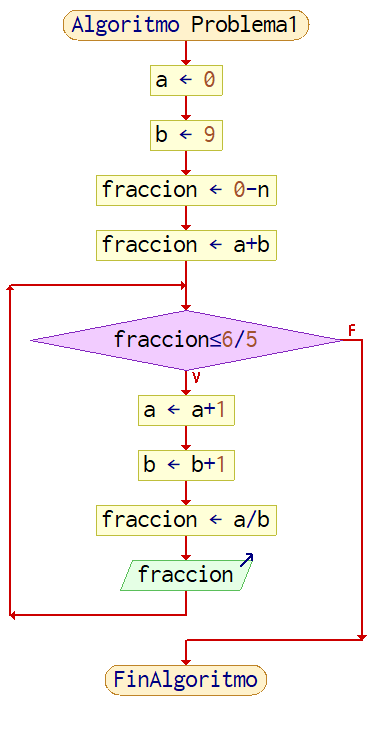 Algoritmo Problema1
a ← 0
b ← 9
fraccion ← 0-n
fraccion ← a+b
fraccion≤6/5
F
V
a ← a+1
b ← b+1
fraccion ← a/b
fraccion
FinAlgoritmo